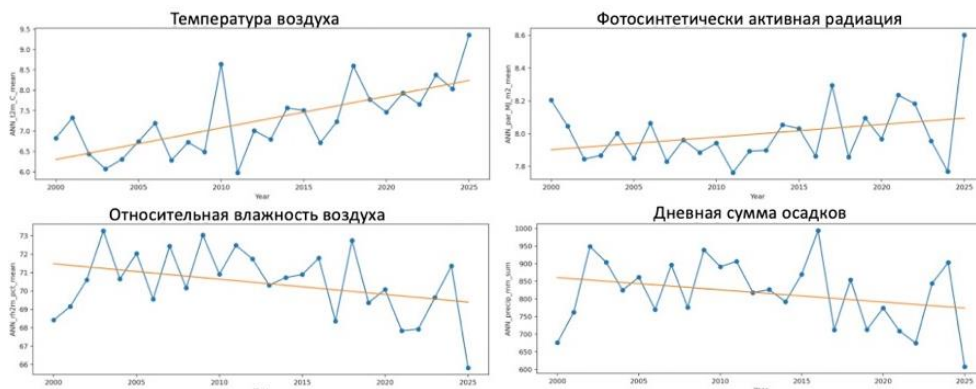 Температура воздуха
9.5
9.0
8.5
8.0
7.5
7.0
6.5
6.0
ANN_t2m_C_mean
2000 2005 2010 2015 2020 2025
Year
Фотосинтетически активная радиация
8.6
8.4
8.2
8.0
7.8
ANN_par_MJ_m2_mean
2000 2005 2010 2015 2020 2025
Year
Относительная влажность воздуха
73
72
71
70
69
68
67
66
ANN_rh2m_pct_mean
2000 2005 2010 2015 2020 2025
Дневная сумма осадков
1000
950
900
850
800
750
700
650
600
ANN_precip_mm_sum
2000 2005 2010 2015 2020 2025